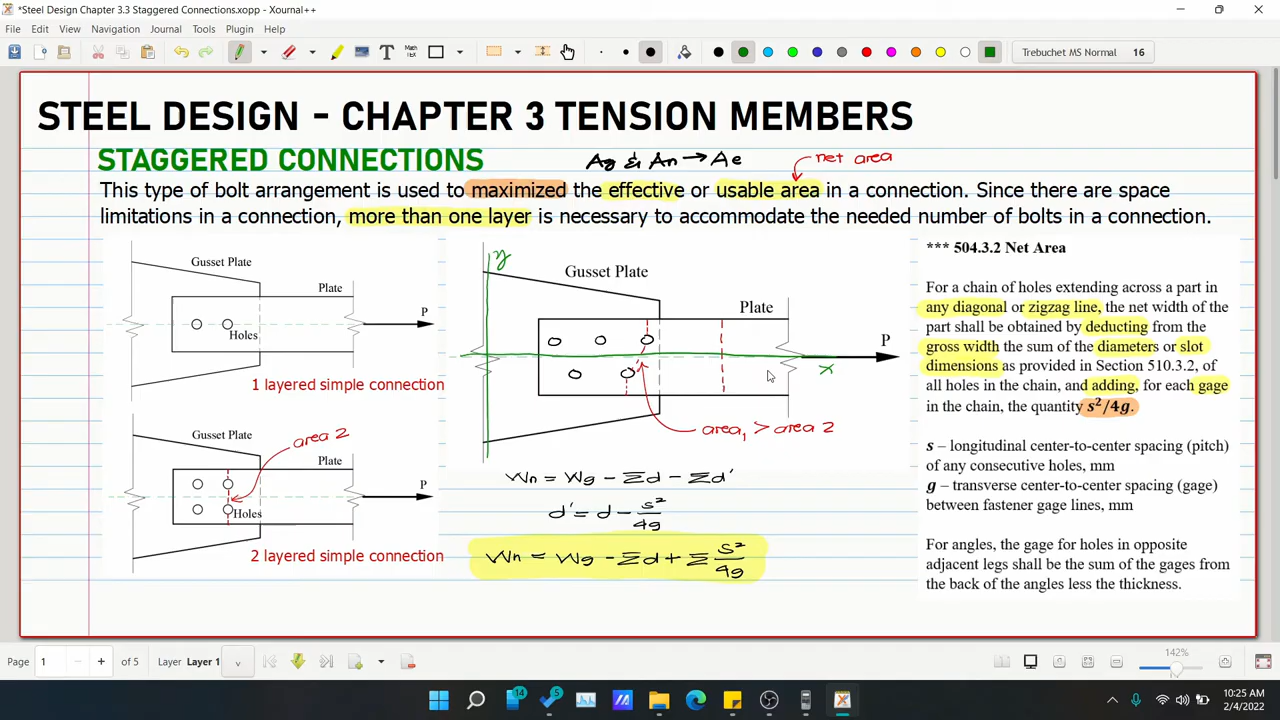 *Steel Design Chapter 3.3 Staggered Connections.xopp - Xournal++
File Edit View Navigation Journal Tools Plugin Help
Trebuchet MS Normal 16
STEEL DESIGN - CHAPTER 3 TENSION MEMBERS
STAGGERED CONNECTIONS
Ag & An → Ae
net area
This type of bolt arrangement is used to maximized the effective or usable area in a connection. Since there are space
limitations in a connection, more than one layer is necessary to accommodate the needed number of bolts in a connection.
Gusset Plate
Plate
P
Holes
1 layered simple connection
Gusset Plate
area 2
Plate
P
Holes
2 layered simple connection
y
Gusset Plate
Plate
P
x
area1 > area 2
Wn = Wg - Σd - Σd'
d' = d - s²/4g
Wn = Wg - Σd + Σ s²/4g
*** 504.3.2 Net Area
For a chain of holes extending across a part in
any diagonal or zigzag line, the net width of the
part shall be obtained by deducting from the
gross width the sum of the diameters or slot
dimensions as provided in Section 510.3.2, of
all holes in the chain, and adding, for each gage
in the chain, the quantity s²/4g.
s – longitudinal center-to-center spacing (pitch)
of any consecutive holes, mm
g - transverse center-to-center spacing (gage)
between fastener gage lines, mm
For angles, the gage for holes in opposite
adjacent legs shall be the sum of the gages from
the back of the angles less the thickness.
Page 1 of 5 Layer Layer 1
142%
14
5
10:25 AM
2/4/2022